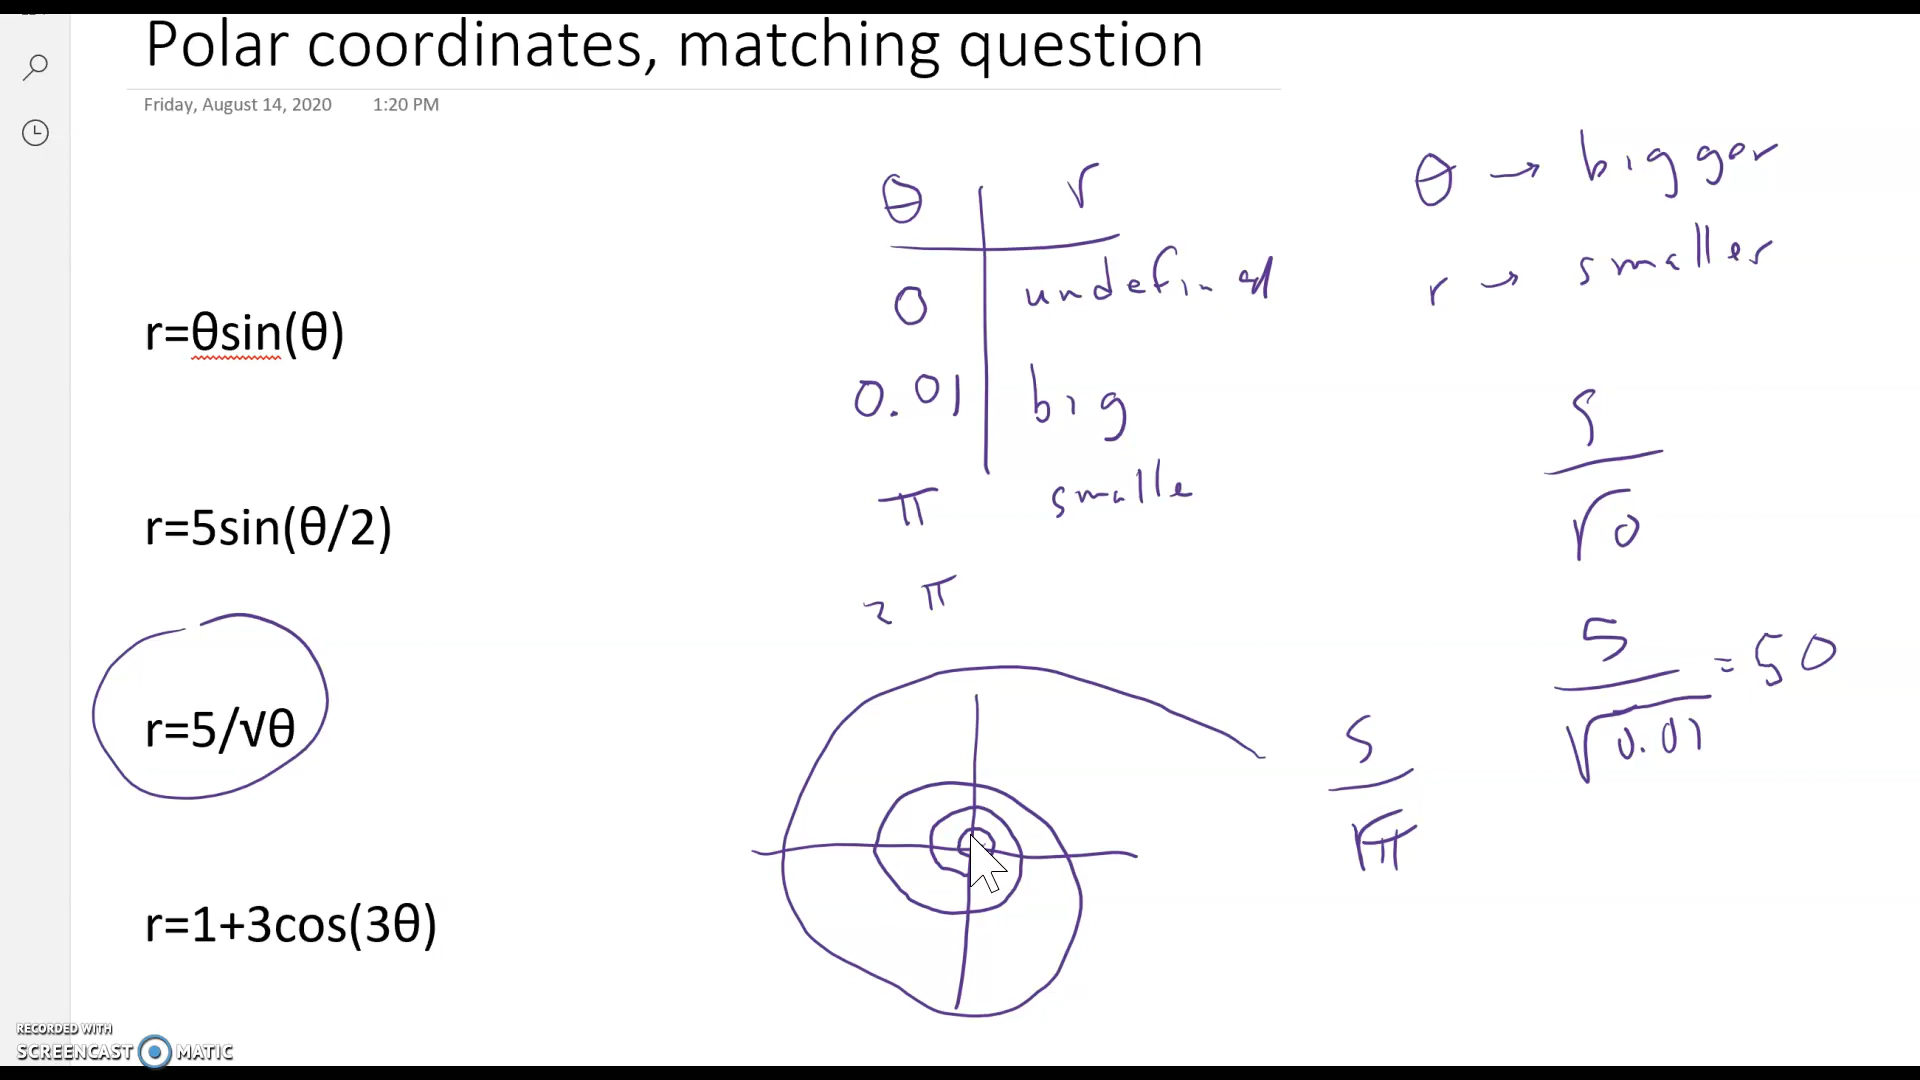 Polar coordinates, matching question
Friday, August 14, 2020 1:20 PM
θ r
0 undefined
0.01 big
π smalle
2π
θ → bigger
r → smaller
5
√0
5
√0.01 = 50
5
√π
r=θsin(θ)
r=5sin(θ/2)
r=5/√θ
r=1+3cos(3θ)
RECORDED WITH
SCREENCAST MATIC